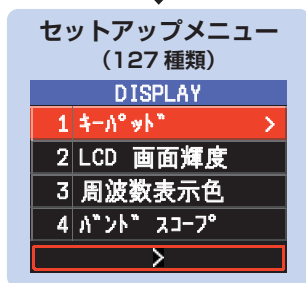 セットアップメニュー
（127 種類）
DISPLAY
1 ｷｰﾊﾟｯﾄﾞ >
2 LCD 画面輝度
3 周波数表示色
4 ﾊﾞﾝﾄﾞ ｽｺｰﾌﾟ
>